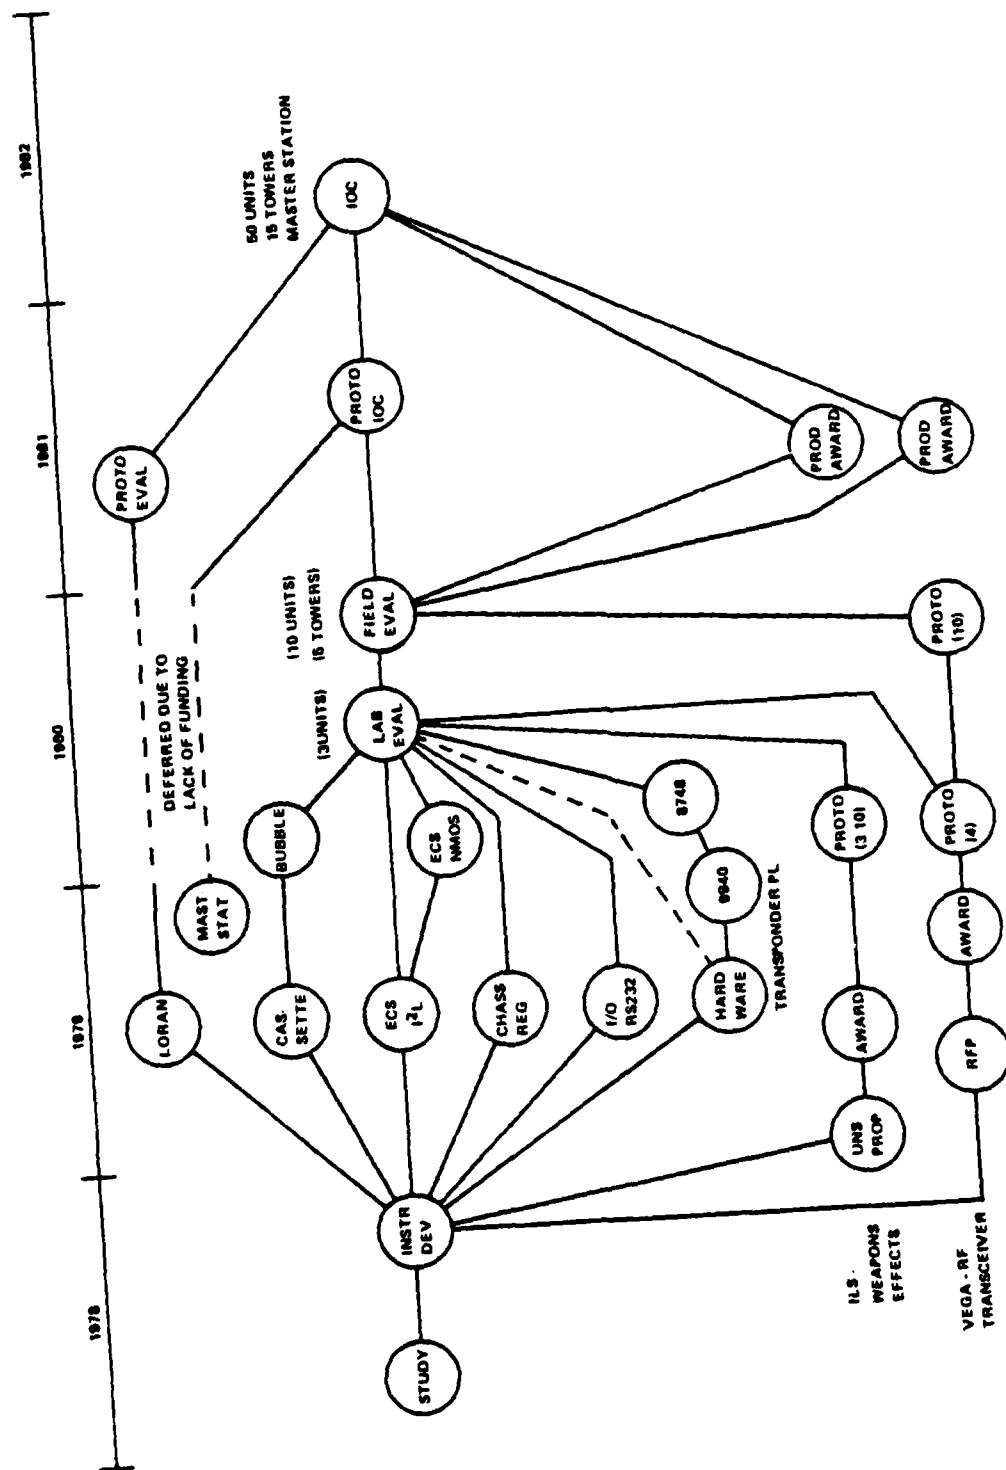 1978
1979
1980
1981
1982
LORAN
DEFERRED DUE TO
LACK OF FUNDING
PROTO
EVAL
MAST
STAT
50 UNITS
15 TOWERS
MASTER STATION
CAS-
SETTE
BUBBLE
(3UNITS)
(10 UNITS)
(5 TOWERS)
PROTO
IOC
IOC
STUDY
INSTR
DEV
ECS
I²L
ECS
NMOS
LAB
EVAL
FIELD
EVAL
CHASS
REG
I/O
RS232
HARD
WARE
9940
8748
TRANSPONDER PL
ILS -
WEAPONS
EFFECTS
UNS
PROP
AWARD
PROTO
(3 10)
PROD
AWARD
VEGA - RF
TRANSCEIVER
RFP
AWARD
PROTO
(4)
PROTO
(10)
PROD
AWARD